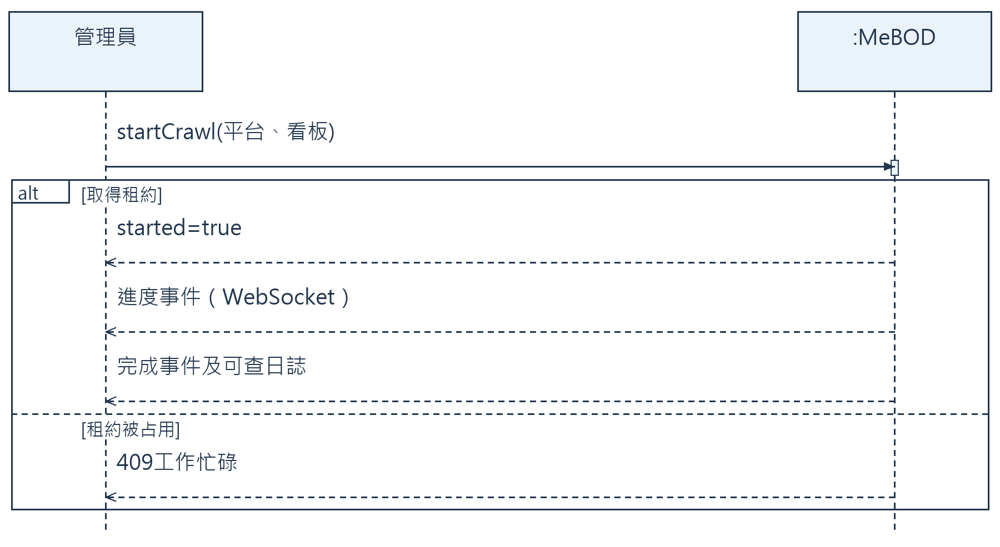 管理員
:MeBOD
startCrawl(平台、看板)
alt
[取得租約]
started=true
進度事件（WebSocket）
完成事件及可查日誌
[租約被占用]
409工作忙碌